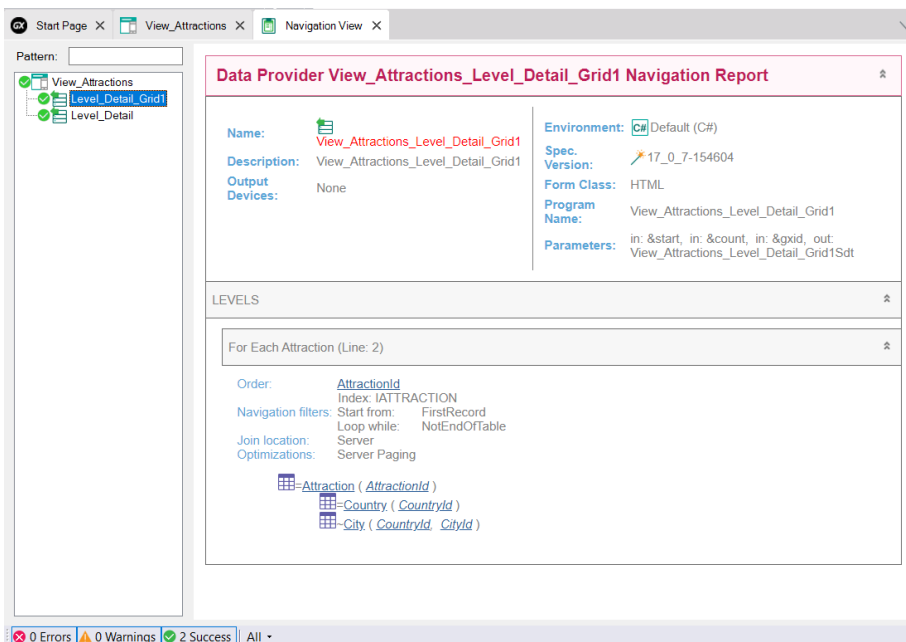 Start Page
View_Attractions
Navigation View
Pattern:
View_Attractions
Level_Detail_Grid1
Level_Detail
Data Provider View_Attractions_Level_Detail_Grid1 Navigation Report
Name:
View_Attractions_Level_Detail_Grid1
Description: View_Attractions_Level_Detail_Grid1
Output
Devices:
None
Environment: C# Default (C#)
Spec.
Version:
17_0_7-154604
Form Class: HTML
Program
Name:
View_Attractions_Level_Detail_Grid1
Parameters:
in: &start, in: &count, in: &gxid, out:
View_Attractions_Level_Detail_Grid1Sdt
LEVELS
For Each Attraction (Line: 2)
Order: AttractionId
Index: IATTRACTION
Navigation filters: Start from: FirstRecord
Loop while: NotEndOfTable
Join location: Server
Optimizations: Server Paging
=Attraction ( AttractionId )
=Country ( CountryId )
~City ( CountryId, CityId )
0 Errors 0 Warnings 2 Success All